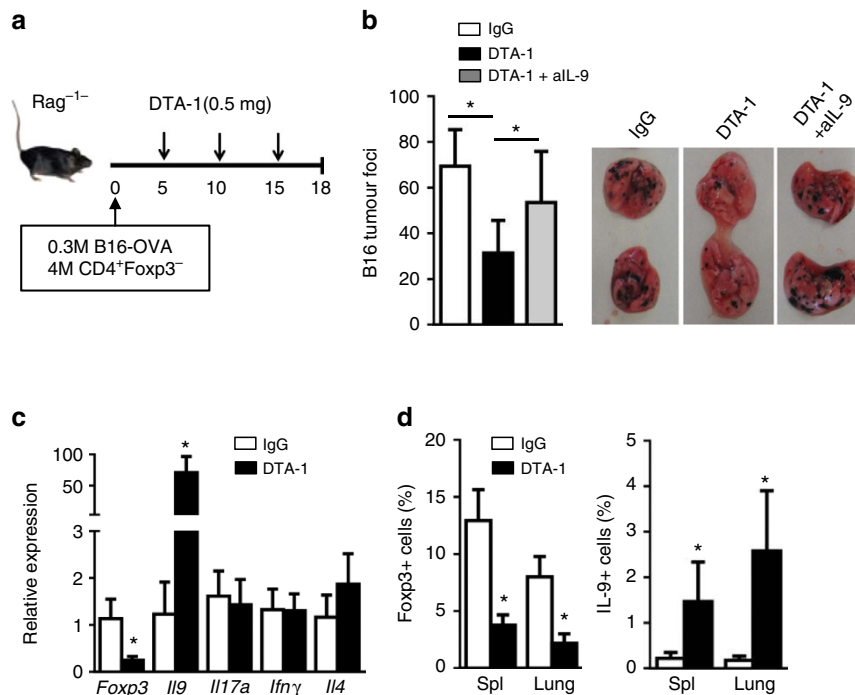 a
Rag⁻¹⁻
DTA-1(0.5 mg)
0 5 10 15 18
0.3M B16-OVA
4M CD4⁺Foxp3⁻
b
IgG
DTA-1
DTA-1 + aIL-9
B16 tumour foci
100
80
60
40
20
0
* *
IgG
DTA-1
DTA-1
+aIL-9
c
IgG
DTA-1
Relative expression
100
50
3
2
1
0
*
*
Foxp3 Il9 Il17a Ifnγ Il4
d
IgG
DTA-1
Foxp3+ cells (%)
20
15
10
5
0
*
*
Spl Lung
IL-9+ cells (%)
5
4
3
2
1
0
*
*
Spl Lung